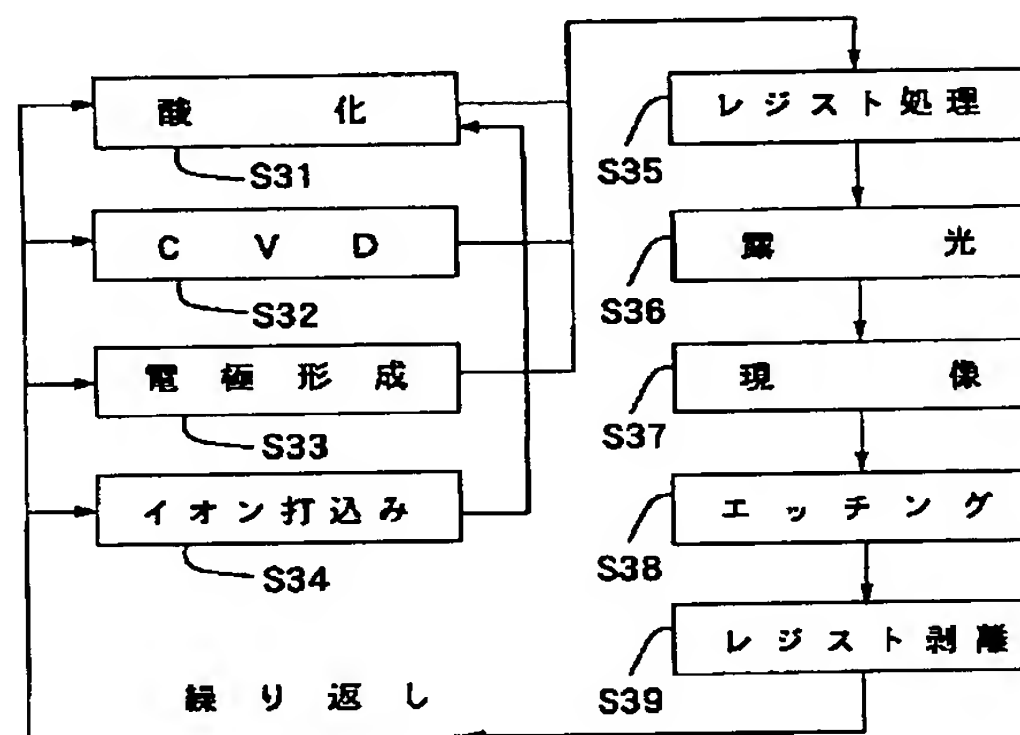 酸化
S31
CVD
S32
電極形成
S33
イオン打込み
S34
繰り返し
レジスト処理
S35
露光
S36
現像
S37
エッチング
S38
レジスト剥離
S39